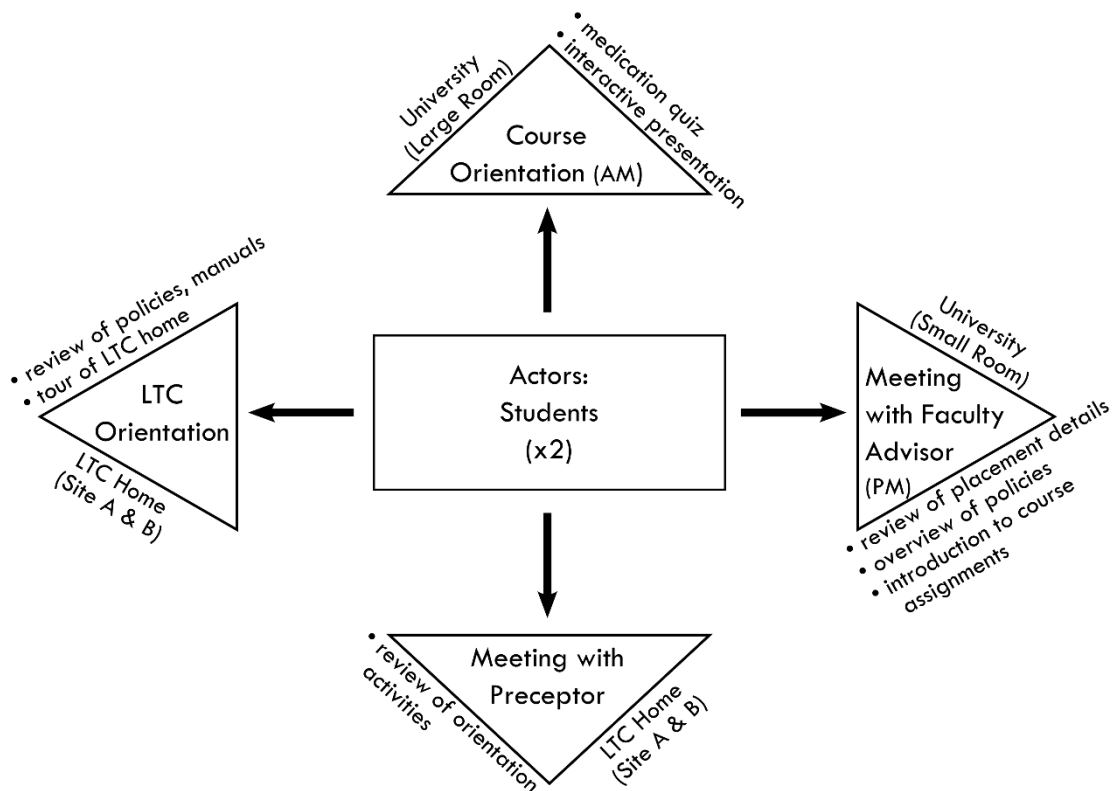 University
(Large Room)
Course
Orientation (AM)
• medication quiz
• interactive presentation
• review of policies, manuals
• tour of LTC home
LTC
Orientation
LTC Home
(Site A & B)
Actors:
Students
(x2)
University
(Small Room)
Meeting
with Faculty
Advisor
(PM)
• review of placement details
• overview of policies
• introduction to course
assignments
Meeting with
Preceptor
• review of orientation
activities
LTC Home
(Site A & B)